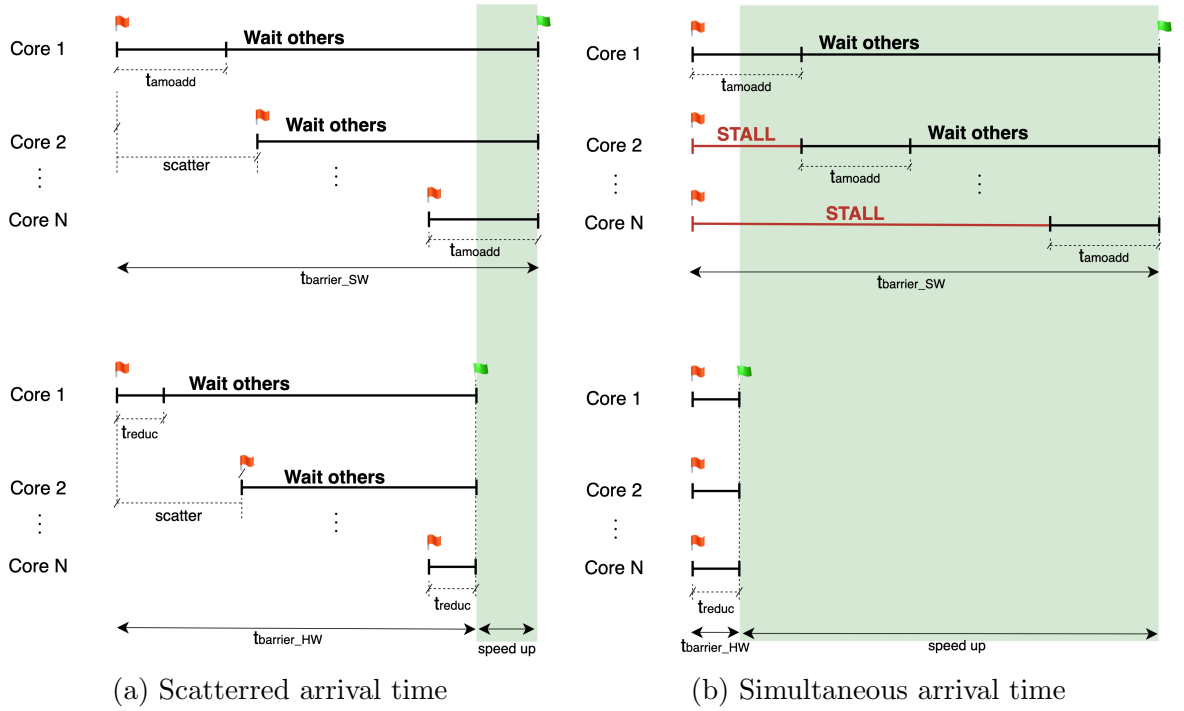 Core 1
Wait others
tamoadd
Core 2
Wait others
scatter
⋮
⋮
Core N
tamoadd
tbarrier_SW
Core 1
Wait others
treduc
Core 2
Wait others
scatter
⋮
⋮
Core N
treduc
tbarrier_HW
speed up
(a) Scatterred arrival time
Core 1
Wait others
tamoadd
Core 2
STALL
Wait others
tamoadd
⋮
⋮
Core N
STALL
tamoadd
tbarrier_SW
Core 1
Core 2
⋮
Core N
treduc
tbarrier_HW
speed up
(b) Simultaneous arrival time